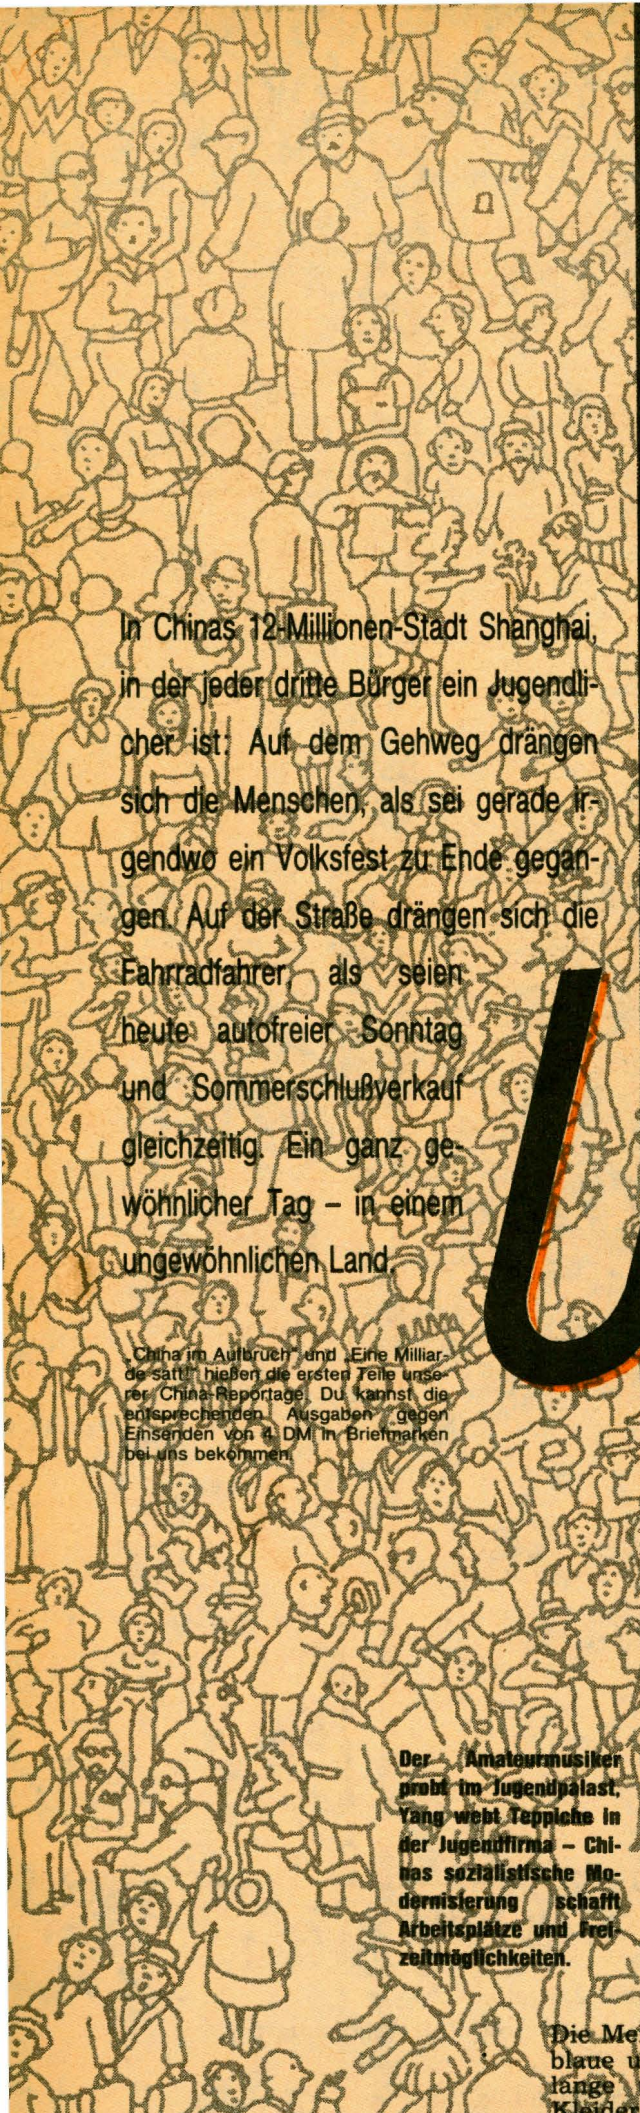 In Chinas 12-Millionen-Stadt Shanghai,
in der jeder dritte Bürger ein Jugendli-
cher ist: Auf dem Gehweg drängen
sich die Menschen, als sei gerade ir-
gendwo ein Volksfest zu Ende gegan-
gen. Auf der Straße drängen sich die
Fahrradfahrer, als seien
heute autofreier Sonntag
und Sommerschlußverkauf
gleichzeitig. Ein ganz ge-
wöhnlicher Tag – in einem
ungewöhnlichen Land.
„China im Aufbruch“ und „Eine Milliar-
de satt!“ hießen die ersten Teile unse-
rer China-Reportage. Du kannst die
entsprechenden Ausgaben gegen
Einsenden von 4 DM in Briefmarken
bei uns bekommen.
Der Amateurmusiker
probt im Jugendpalast,
Yang webt Teppiche in
der Jugendfirma – Chi-
nas sozialistische Mo-
dernisierung schafft
Arbeitsplätze und Frei-
zeitmöglichkeiten.
Die Me
blaue u
lange
Kleider